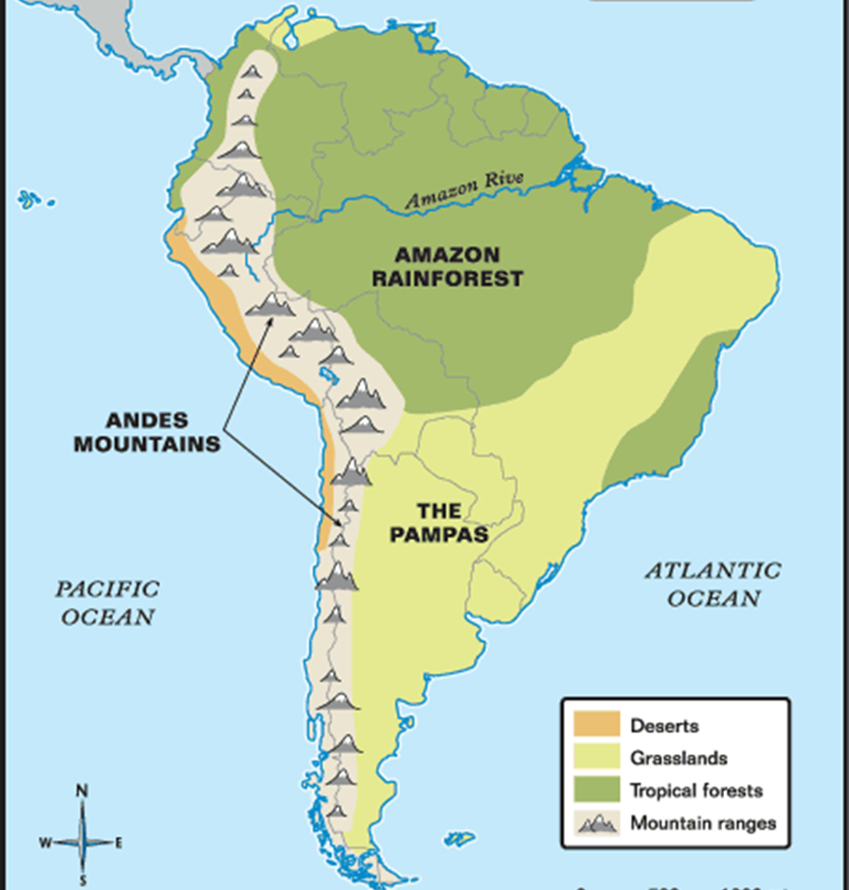 Amazon Rive
AMAZON
RAINFOREST
ANDES
MOUNTAINS
THE
PAMPAS
PACIFIC
OCEAN
ATLANTIC
OCEAN
Deserts
Grasslands
Tropical forests
Mountain ranges
N
W E
S